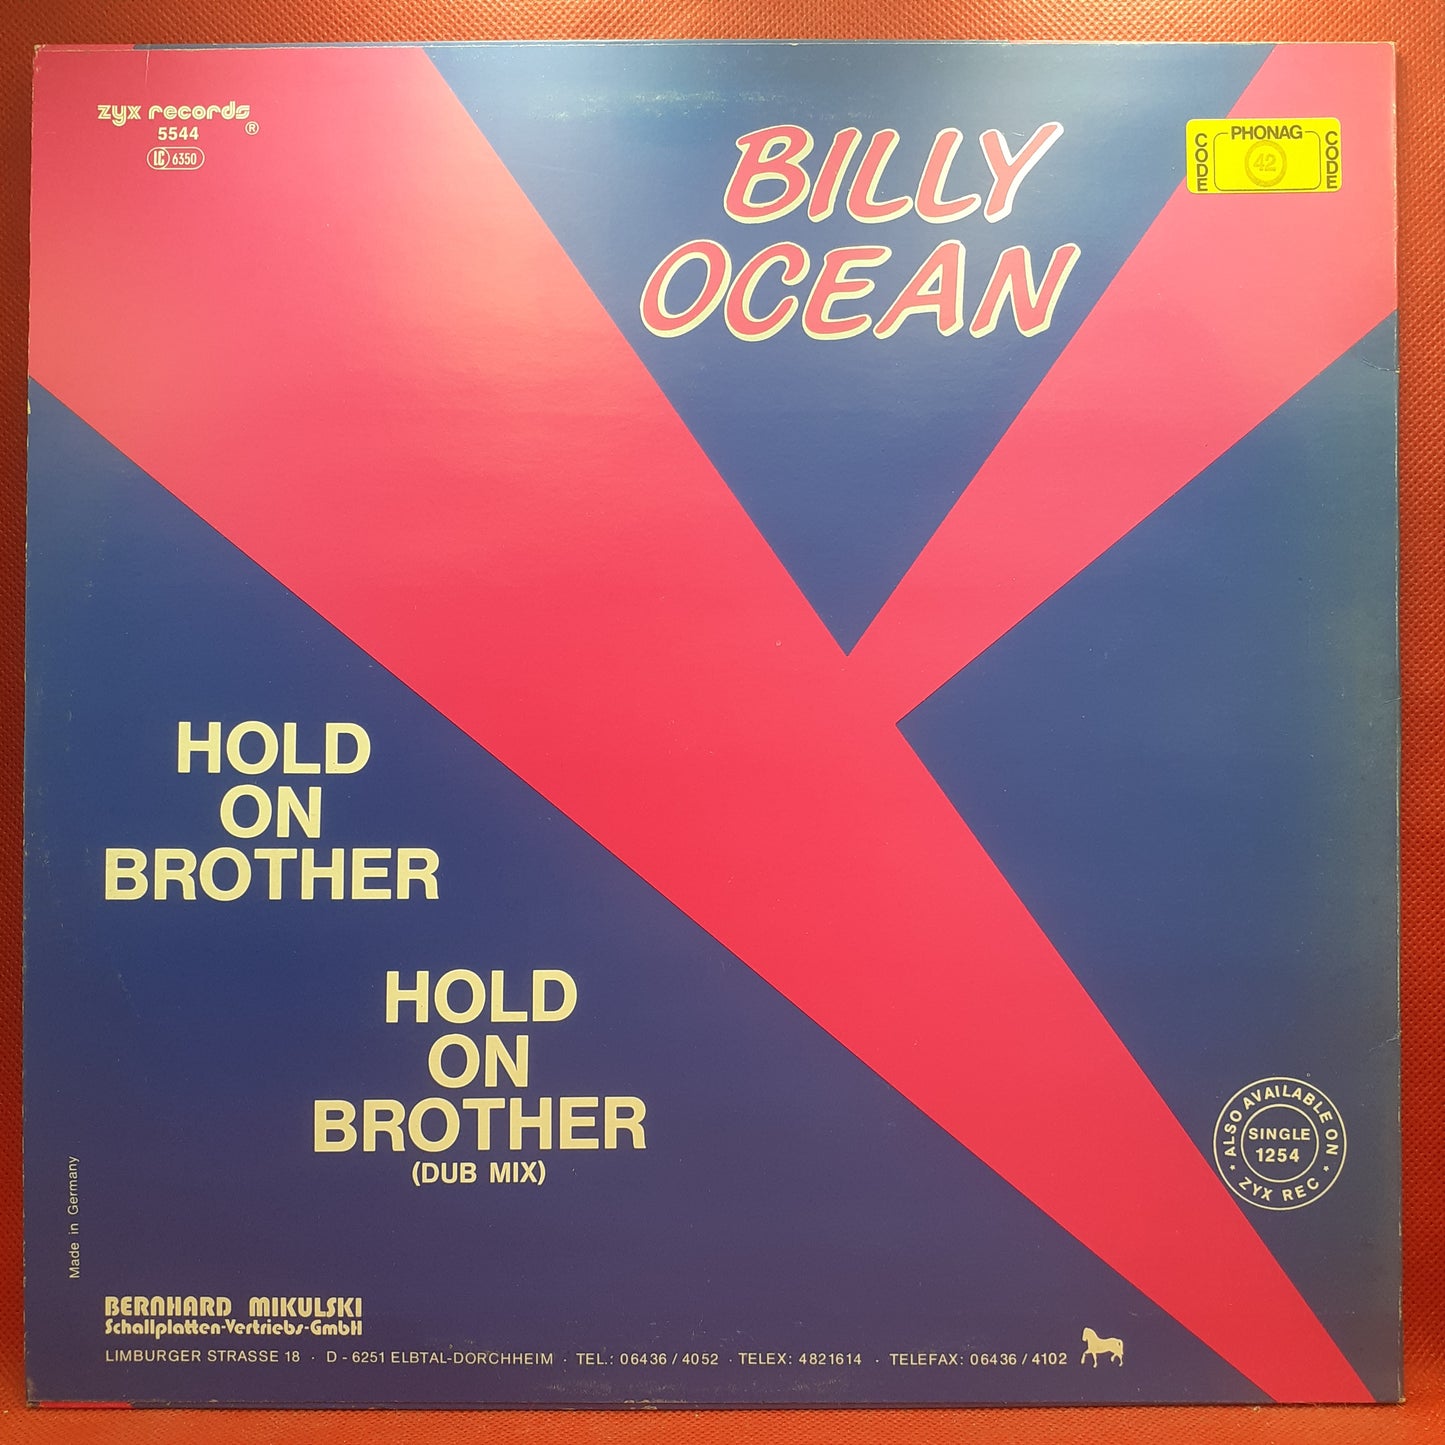 zyx records
®
5544
LC 6350
BILLY
OCEAN
CODE PHONAG CODE
42
HOLD
ON
BROTHER
HOLD
ON
BROTHER
(DUB MIX)
ALSO AVAILABLE ON
SINGLE
1254
* ZYX REC *
Made in Germany
BERNHARD MIKULSKI
Schallplatten-Vertriebs-GmbH
LIMBURGER STRASSE 18 · D - 6251 ELBTAL-DORCHHEIM · TEL.: 06436 / 4052 · TELEX: 4821614 · TELEFAX: 06436 / 4102